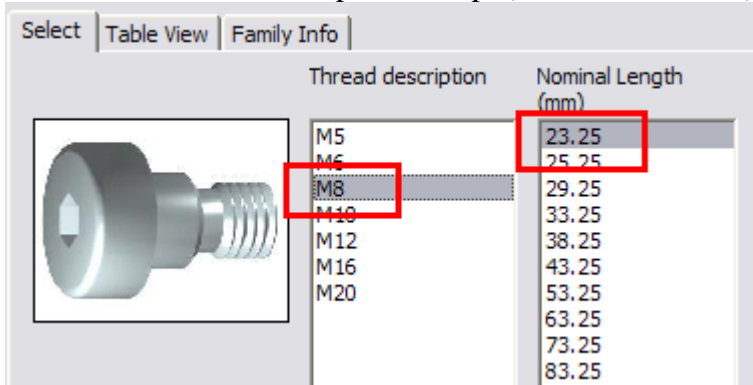 Select Table View Family Info
Thread description
Nominal Length
(mm)
M5
M6
M8
M10
M12
M16
M20
23.25
25.25
29.25
33.25
38.25
43.25
53.25
63.25
73.25
83.25